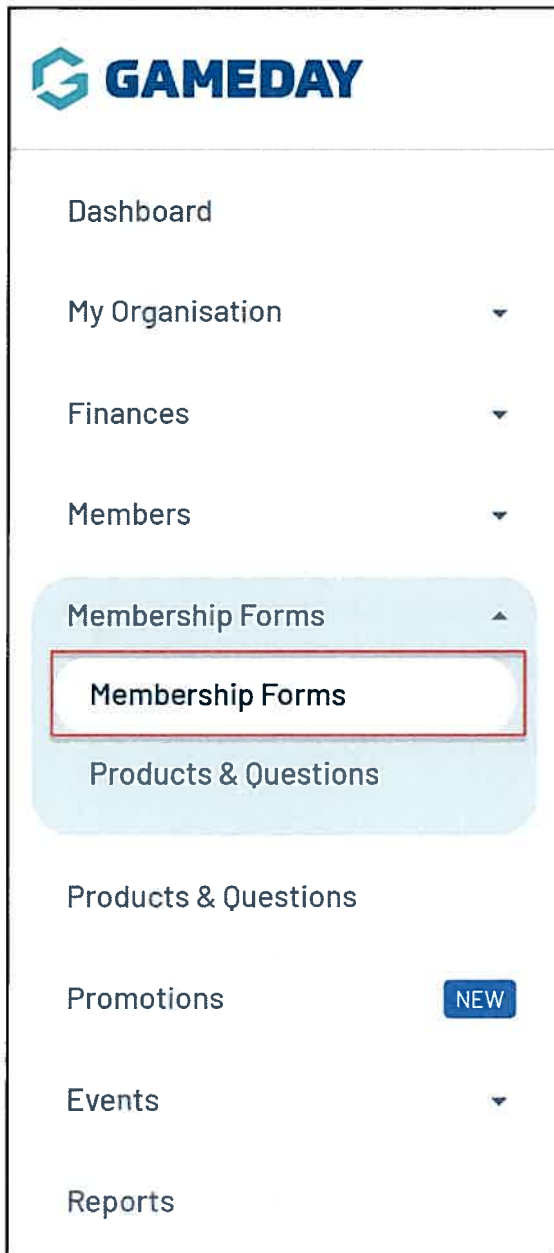 GAMEDAY
Dashboard
My Organisation
Finances
Members
Membership Forms
Membership Forms
Products & Questions
Products & Questions
Promotions NEW
Events
Reports